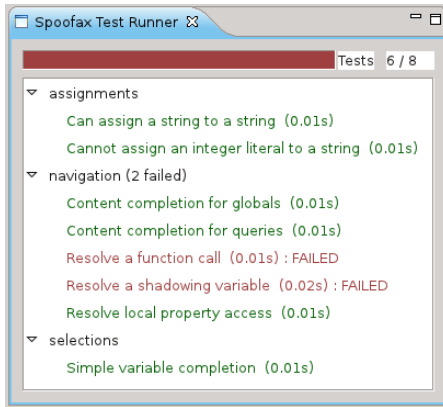 Spoofax Test Runner
Tests 6 / 8
assignments
Can assign a string to a string (0.01s)
Cannot assign an integer literal to a string (0.01s)
navigation (2 failed)
Content completion for globals (0.01s)
Content completion for queries (0.01s)
Resolve a function call (0.01s) : FAILED
Resolve a shadowing variable (0.02s) : FAILED
Resolve local property access (0.01s)
selections
Simple variable completion (0.01s)